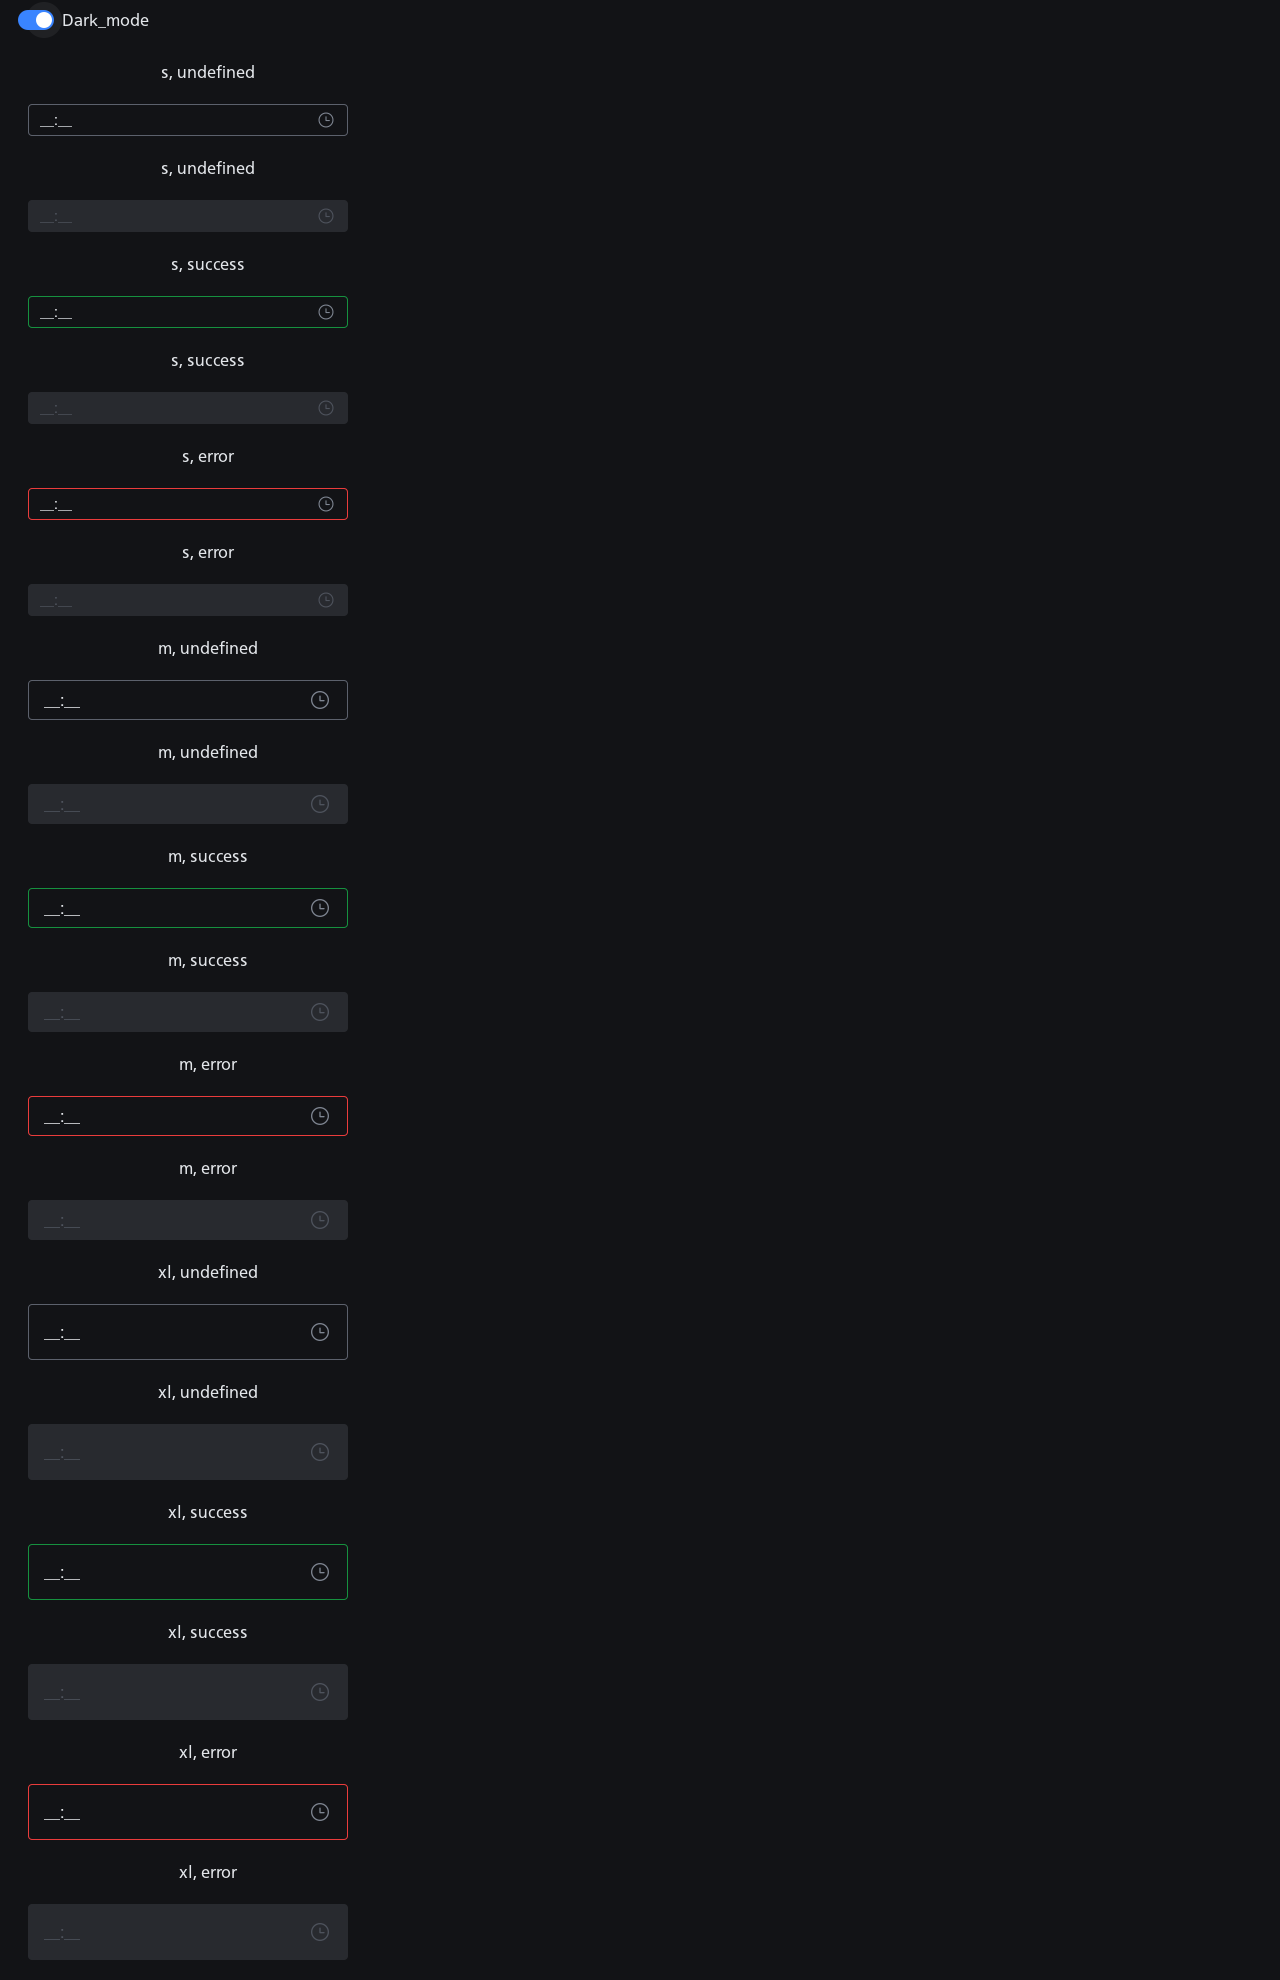 Dark_mode
s, undefined
__:__
s, undefined
__:__
s, success
__:__
s, success
__:__
s, error
__:__
s, error
__:__
m, undefined
__:__
m, undefined
__:__
m, success
__:__
m, success
__:__
m, error
__:__
m, error
__:__
xl, undefined
__:__
xl, undefined
__:__
xl, success
__:__
xl, success
__:__
xl, error
__:__
xl, error
__:__